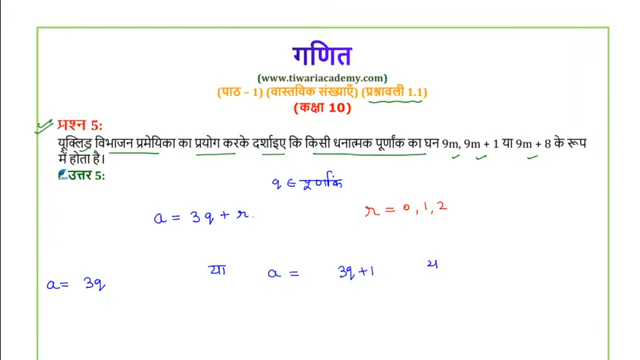 गणित
(www.tiwariacademy.com)
(पाठ – 1) (वास्तविक संख्याएँ) (प्रश्नावली 1.1)
(कक्षा 10)
प्रश्न 5:
यूक्लिड विभाजन प्रमेयिका का प्रयोग करके दर्शाइए कि किसी धनात्मक पूर्णांक का घन 9m, 9m + 1 या 9m + 8 के रूप
में होता है।
उत्तर 5:
q ∈ पूर्णांक
a = 3q + r. r = 0, 1, 2
a = 3q या a = 3q + 1